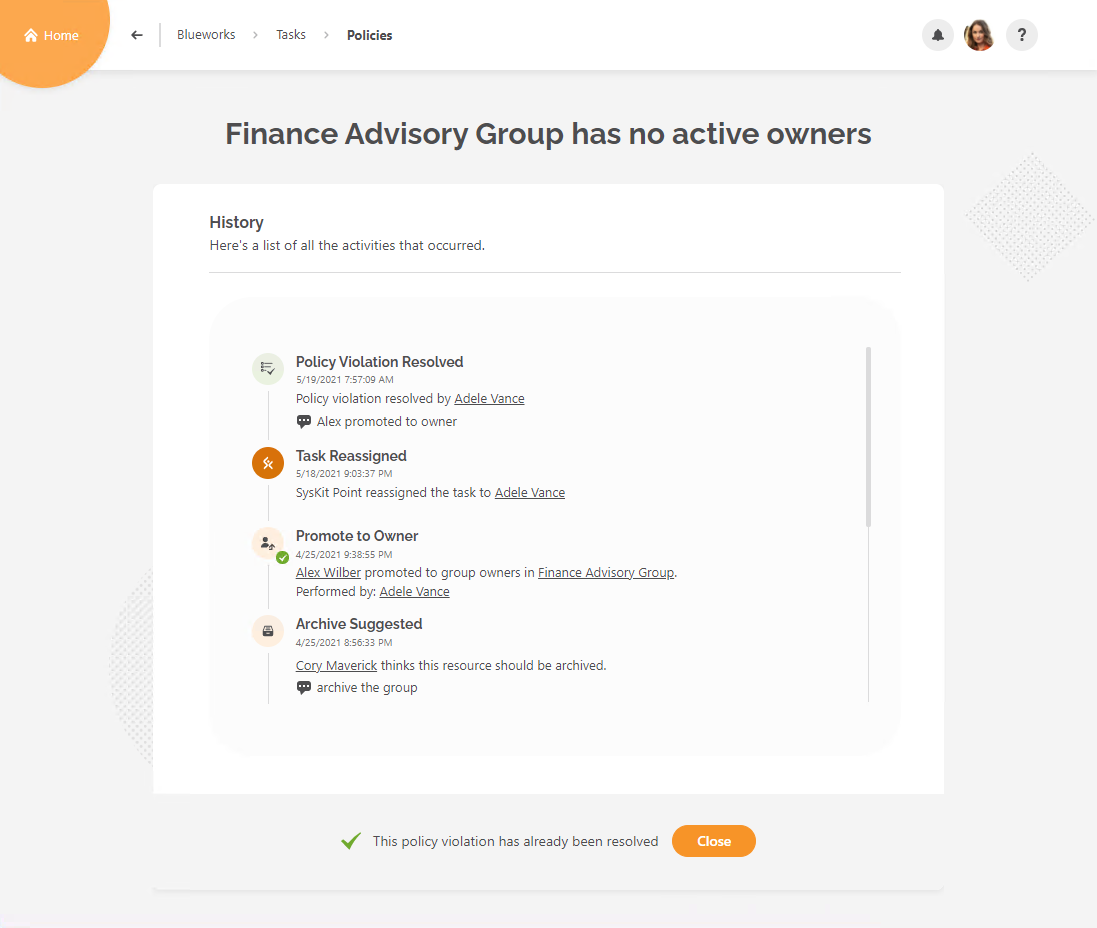 Home
Blueworks
Tasks
Policies
?
Finance Advisory Group has no active owners
History
Here's a list of all the activities that occurred.
Policy Violation Resolved
5/19/2021 7:57:09 AM
Policy violation resolved by Adele Vance
Alex promoted to owner
Task Reassigned
5/18/2021 9:03:37 PM
SysKit Point reassigned the task to Adele Vance
Promote to Owner
4/25/2021 9:38:55 PM
Alex Wilber promoted to group owners in Finance Advisory Group.
Performed by: Adele Vance
Archive Suggested
4/25/2021 8:56:33 PM
Cory Maverick thinks this resource should be archived.
archive the group
This policy violation has already been resolved
Close